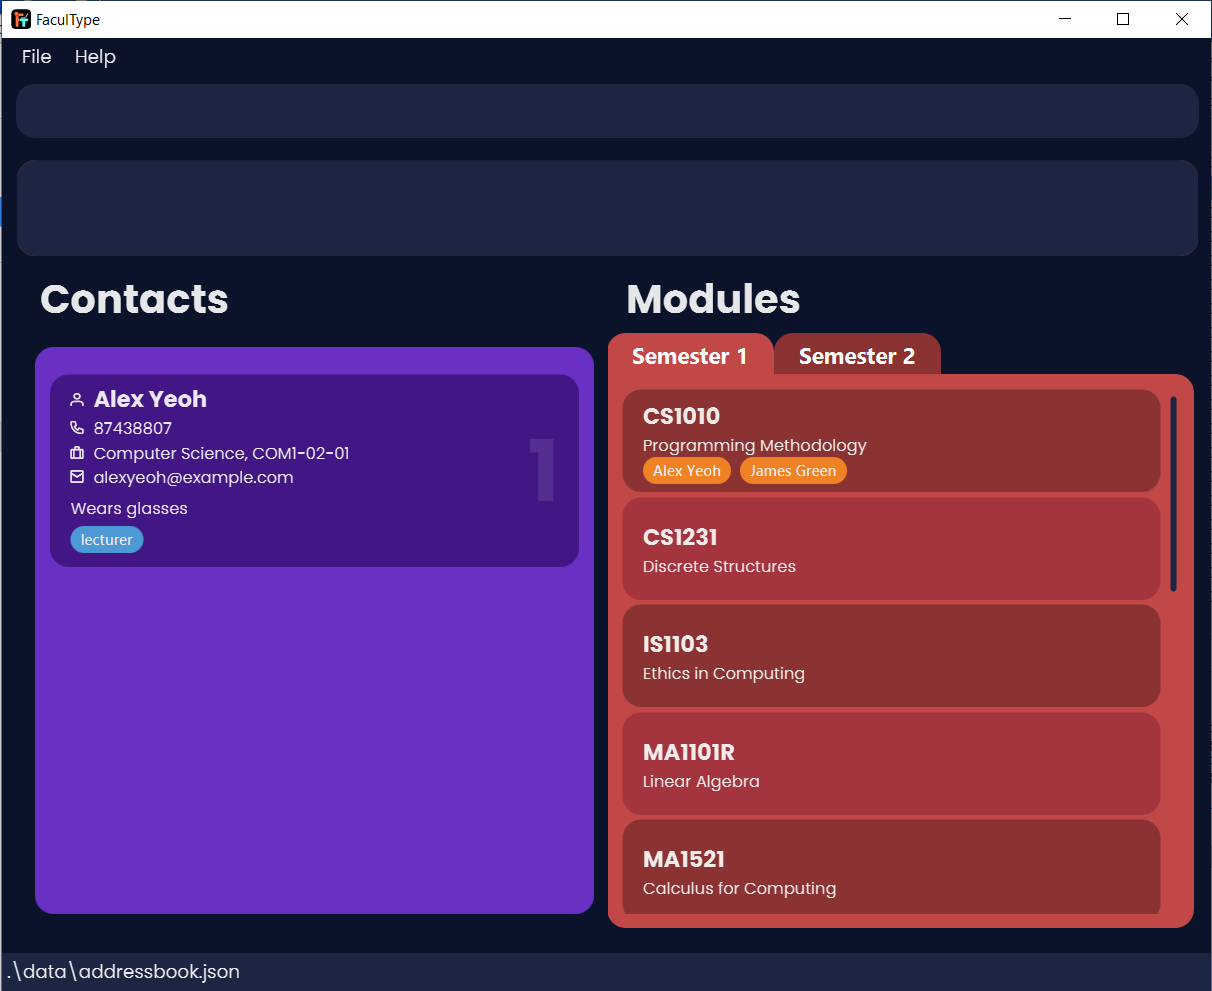 FaculType
File Help
Contacts
Alex Yeoh
87438807
Computer Science, COM1-02-01
alexyeoh@example.com
Wears glasses
lecturer
1
Modules
Semester 1 Semester 2
CS1010
Programming Methodology
Alex Yeoh James Green
CS1231
Discrete Structures
IS1103
Ethics in Computing
MA1101R
Linear Algebra
MA1521
Calculus for Computing
.\data\addressbook.json